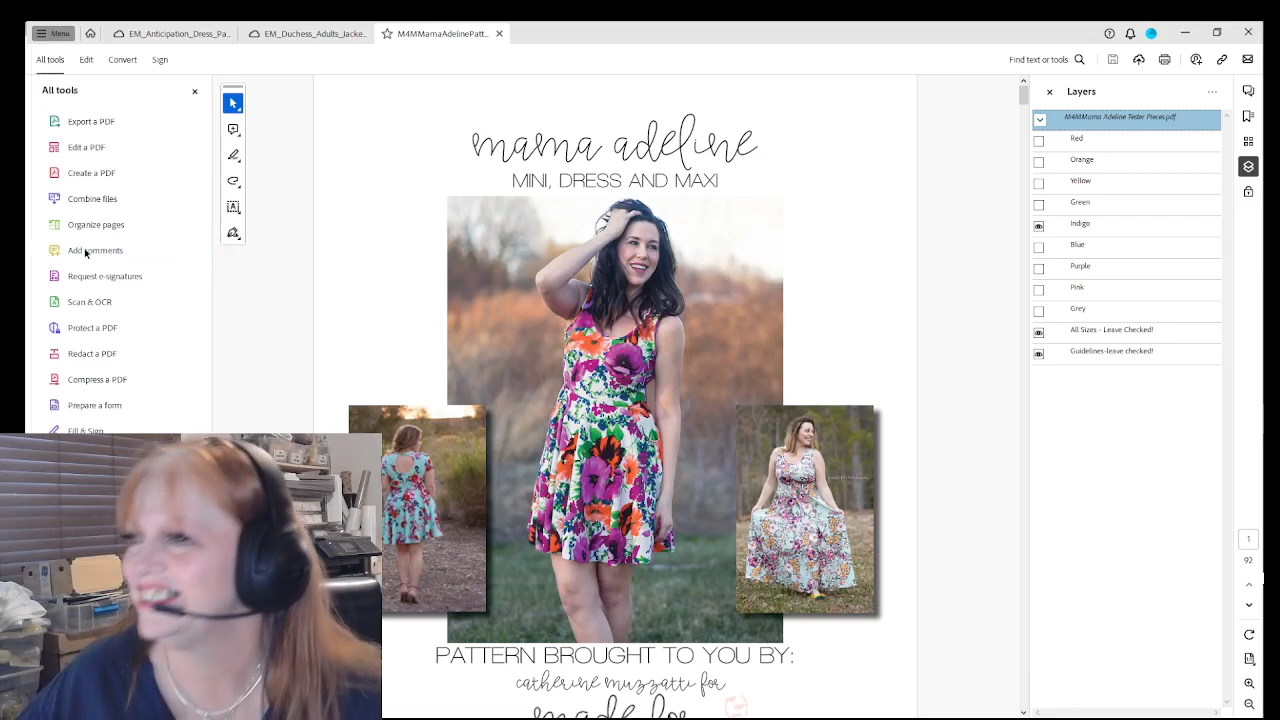 Menu
EM_Anticipation_Dress_Pa...
EM_Duchess_Adults_Jacke...
M4MMamaAdelinePatt...
All tools Edit Convert Sign
Find text or tools
All tools
Export a PDF
Edit a PDF
Create a PDF
Combine files
Organize pages
Add comments
Request e-signatures
Scan & OCR
Protect a PDF
Redact a PDF
Compress a PDF
Prepare a form
Fill & Sign
mama adeline
MINI, DRESS AND MAXI
PATTERN BROUGHT TO YOU BY:
catherine muzzatti for
made for
Layers
M4MMama Adeline Tester Pieces.pdf
Red
Orange
Yellow
Green
Indigo
Blue
Purple
Pink
Grey
All Sizes - Leave Checked!
Guidelines-leave checked!
1
92